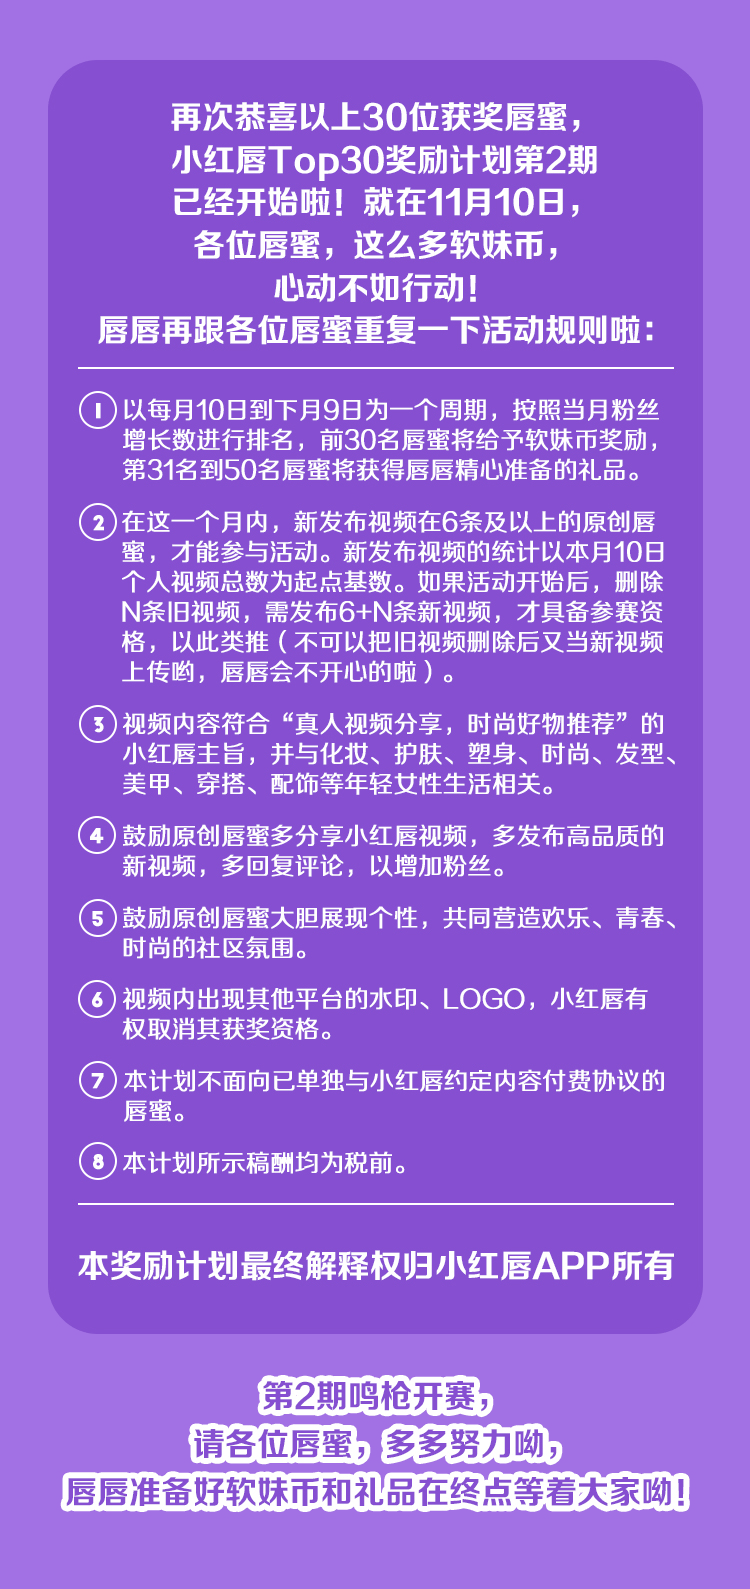 再次恭喜以上30位获奖唇蜜，
小红唇Top30奖励计划第2期
已经开始啦！就在11月10日，
各位唇蜜，这么多软妹币，
心动不如行动！
唇唇再跟各位唇蜜重复一下活动规则啦：
1 以每月10日到下月9日为一个周期，按照当月粉丝
增长数进行排名，前30名唇蜜将给予软妹币奖励，
第31名到50名唇蜜将获得唇唇精心准备的礼品。
2 在这一个月内，新发布视频在6条及以上的原创唇
蜜，才能参与活动。新发布视频的统计以本月10日
个人视频总数为起点基数。如果活动开始后，删除
N条旧视频，需发布6+N条新视频，才具备参赛资
格，以此类推（不可以把旧视频删除后又当新视频
上传哟，唇唇会不开心的啦）。
3 视频内容符合“真人视频分享，时尚好物推荐”的
小红唇主旨，并与化妆、护肤、塑身、时尚、发型、
美甲、穿搭、配饰等年轻女性生活相关。
4 鼓励原创唇蜜多分享小红唇视频，多发布高品质的
新视频，多回复评论，以增加粉丝。
5 鼓励原创唇蜜大胆展现个性，共同营造欢乐、青春、
时尚的社区氛围。
6 视频内出现其他平台的水印、LOGO，小红唇有
权取消其获奖资格。
7 本计划不面向已单独与小红唇约定内容付费协议的
唇蜜。
8 本计划所示稿酬均为税前。
本奖励计划最终解释权归小红唇APP所有
第2期鸣枪开赛，
请各位唇蜜，多多努力呦，
唇唇准备好软妹币和礼品在终点等着大家呦！